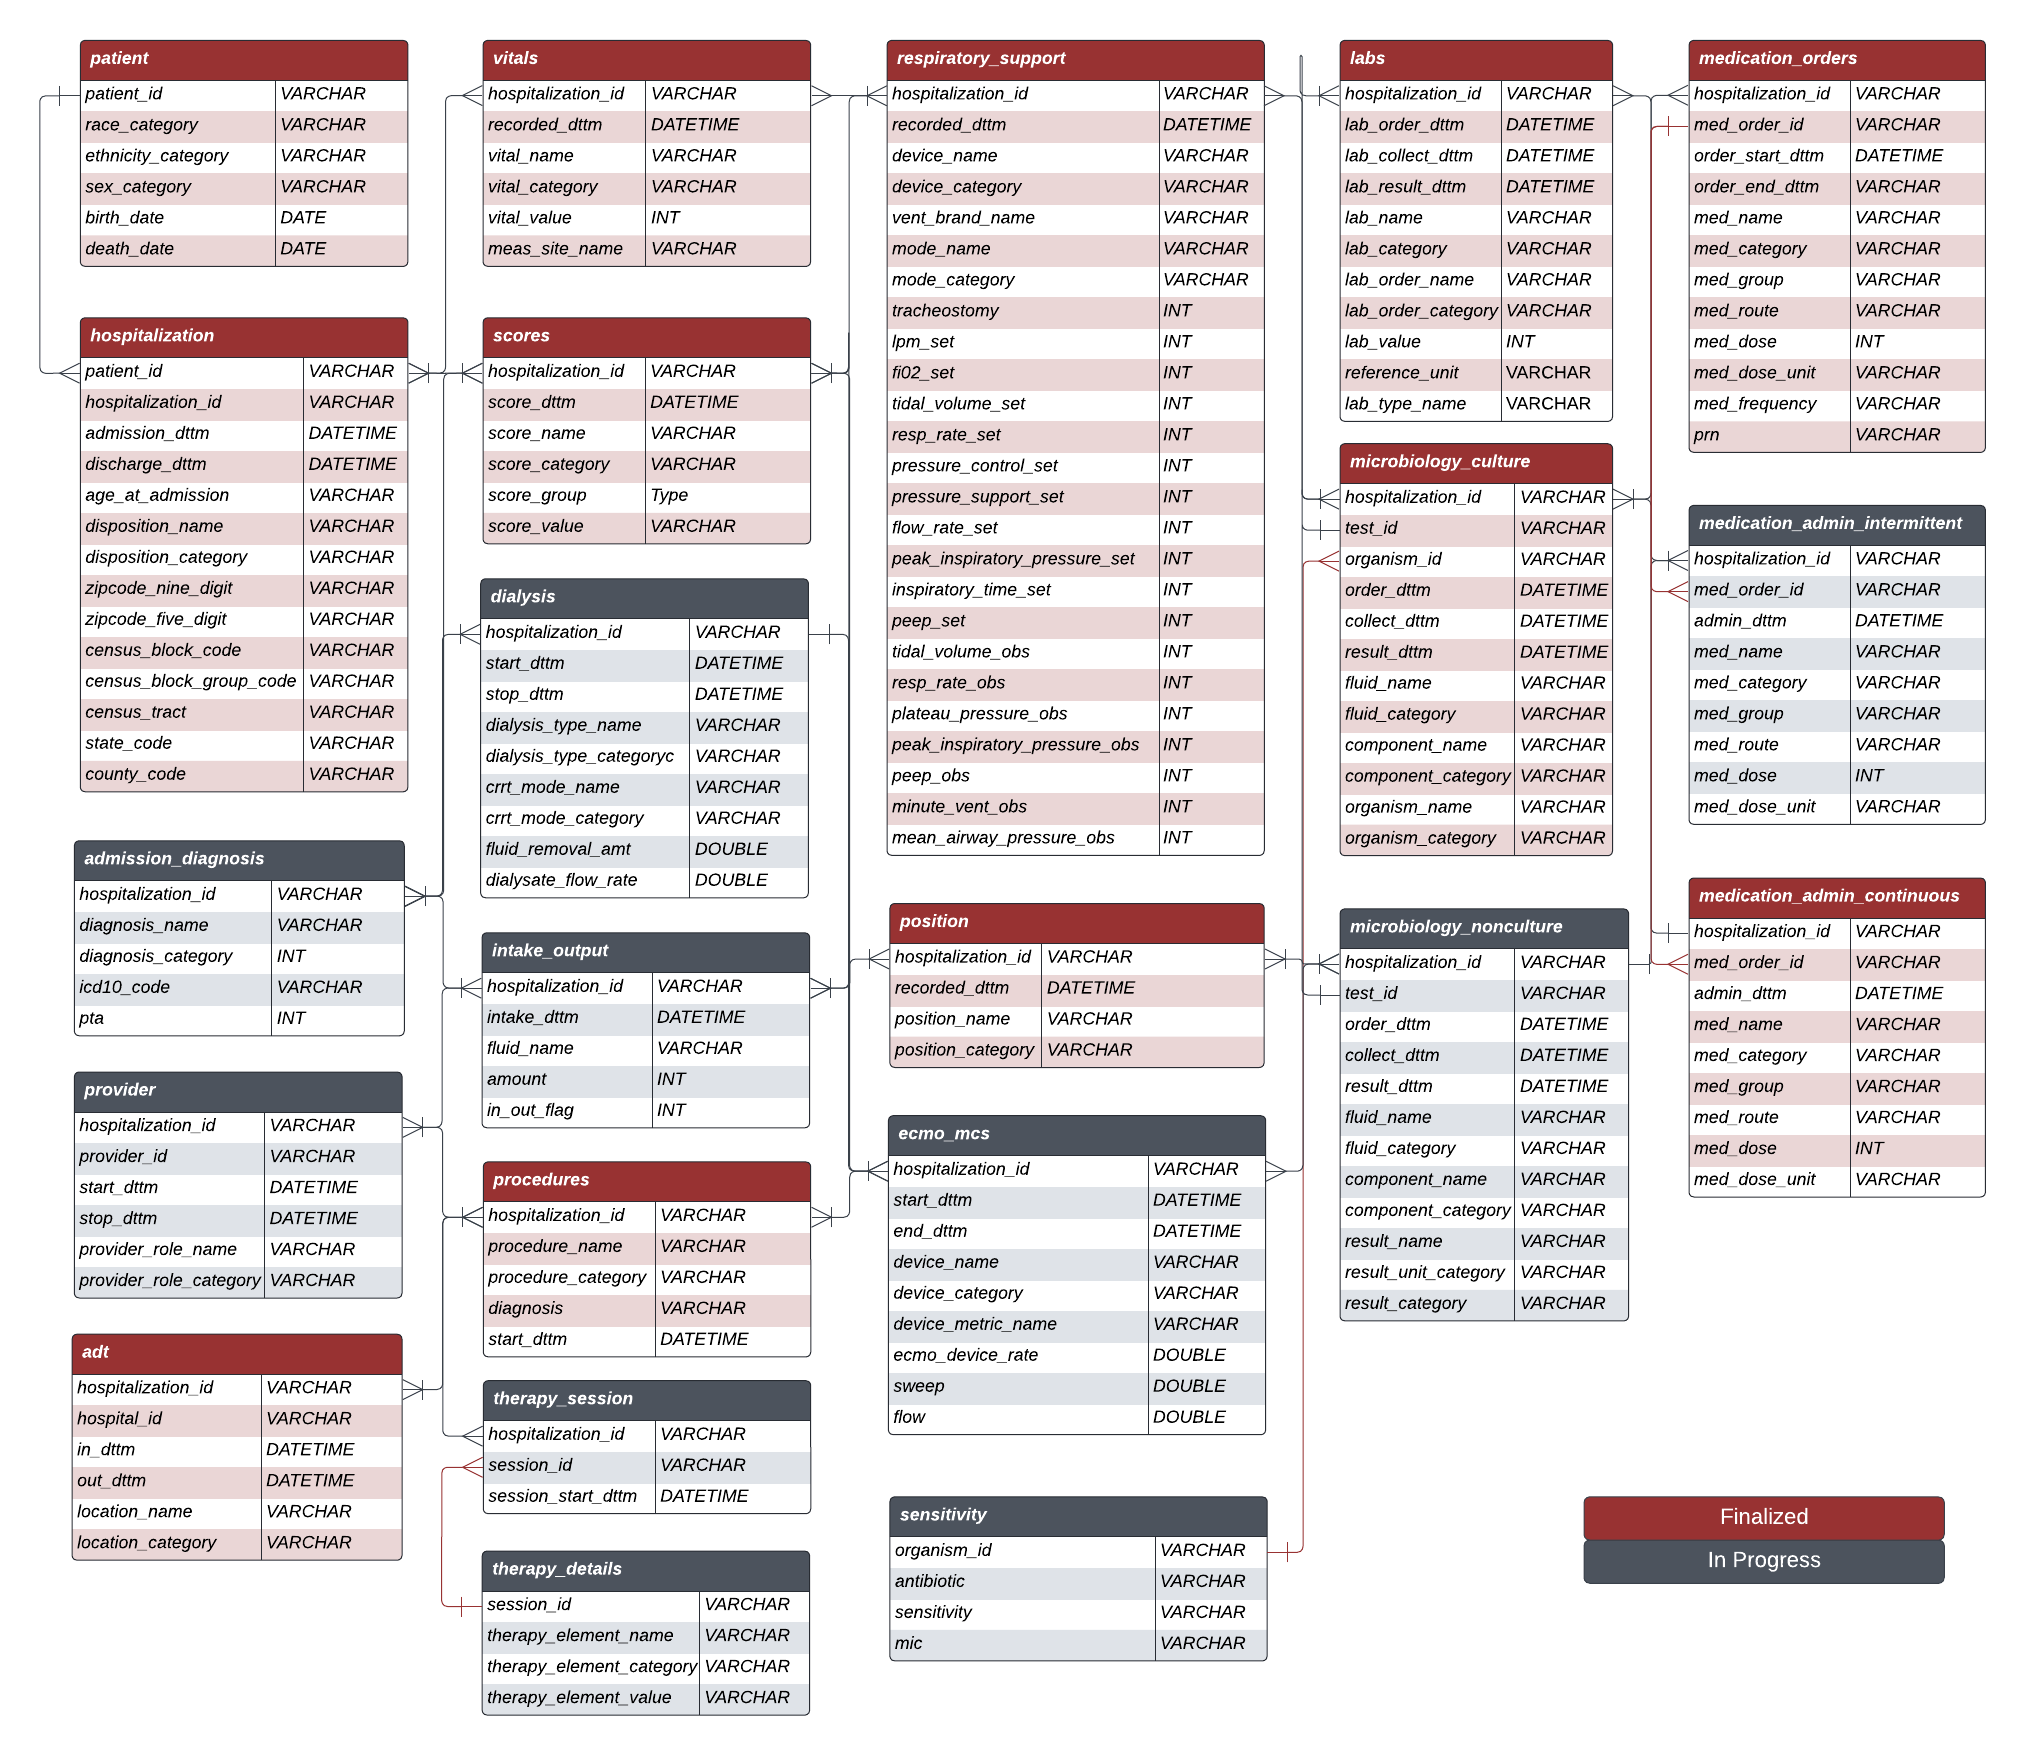 patient
patient_id VARCHAR
race_category VARCHAR
ethnicity_category VARCHAR
sex_category VARCHAR
birth_date DATE
death_date DATE
hospitalization
patient_id VARCHAR
hospitalization_id VARCHAR
admission_dttm DATETIME
discharge_dttm DATETIME
age_at_admission VARCHAR
disposition_name VARCHAR
disposition_category VARCHAR
zipcode_nine_digit VARCHAR
zipcode_five_digit VARCHAR
census_block_code VARCHAR
census_block_group_code VARCHAR
census_tract VARCHAR
state_code VARCHAR
county_code VARCHAR
admission_diagnosis
hospitalization_id VARCHAR
diagnosis_name VARCHAR
diagnosis_category INT
icd10_code VARCHAR
pta INT
provider
hospitalization_id VARCHAR
provider_id VARCHAR
start_dttm DATETIME
stop_dttm DATETIME
provider_role_name VARCHAR
provider_role_category VARCHAR
adt
hospitalization_id VARCHAR
hospital_id VARCHAR
in_dttm DATETIME
out_dttm DATETIME
location_name VARCHAR
location_category VARCHAR
vitals
hospitalization_id VARCHAR
recorded_dttm DATETIME
vital_name VARCHAR
vital_category VARCHAR
vital_value INT
meas_site_name VARCHAR
scores
hospitalization_id VARCHAR
score_dttm DATETIME
score_name VARCHAR
score_category VARCHAR
score_group Type
score_value VARCHAR
dialysis
hospitalization_id VARCHAR
start_dttm DATETIME
stop_dttm DATETIME
dialysis_type_name VARCHAR
dialysis_type_categoryc VARCHAR
crrt_mode_name VARCHAR
crrt_mode_category VARCHAR
fluid_removal_amt DOUBLE
dialysate_flow_rate DOUBLE
intake_output
hospitalization_id VARCHAR
intake_dttm DATETIME
fluid_name VARCHAR
amount INT
in_out_flag INT
procedures
hospitalization_id VARCHAR
procedure_name VARCHAR
procedure_category VARCHAR
diagnosis VARCHAR
start_dttm DATETIME
therapy_session
hospitalization_id VARCHAR
session_id VARCHAR
session_start_dttm DATETIME
therapy_details
session_id VARCHAR
therapy_element_name VARCHAR
therapy_element_category VARCHAR
therapy_element_value VARCHAR
respiratory_support
hospitalization_id VARCHAR
recorded_dttm DATETIME
device_name VARCHAR
device_category VARCHAR
vent_brand_name VARCHAR
mode_name VARCHAR
mode_category VARCHAR
tracheostomy INT
lpm_set INT
fi02_set INT
tidal_volume_set INT
resp_rate_set INT
pressure_control_set INT
pressure_support_set INT
flow_rate_set INT
peak_inspiratory_pressure_set INT
inspiratory_time_set INT
peep_set INT
tidal_volume_obs INT
resp_rate_obs INT
plateau_pressure_obs INT
peak_inspiratory_pressure_obs INT
peep_obs INT
minute_vent_obs INT
mean_airway_pressure_obs INT
position
hospitalization_id VARCHAR
recorded_dttm DATETIME
position_name VARCHAR
position_category VARCHAR
ecmo_mcs
hospitalization_id VARCHAR
start_dttm DATETIME
end_dttm DATETIME
device_name VARCHAR
device_category VARCHAR
device_metric_name VARCHAR
ecmo_device_rate DOUBLE
sweep DOUBLE
flow DOUBLE
sensitivity
organism_id VARCHAR
antibiotic VARCHAR
sensitivity VARCHAR
mic VARCHAR
labs
hospitalization_id VARCHAR
lab_order_dttm DATETIME
lab_collect_dttm DATETIME
lab_result_dttm DATETIME
lab_name VARCHAR
lab_category VARCHAR
lab_order_name VARCHAR
lab_order_category VARCHAR
lab_value INT
reference_unit VARCHAR
lab_type_name VARCHAR
microbiology_culture
hospitalization_id VARCHAR
test_id VARCHAR
organism_id VARCHAR
order_dttm DATETIME
collect_dttm DATETIME
result_dttm DATETIME
fluid_name VARCHAR
fluid_category VARCHAR
component_name VARCHAR
component_category VARCHAR
organism_name VARCHAR
organism_category VARCHAR
microbiology_nonculture
hospitalization_id VARCHAR
test_id VARCHAR
order_dttm DATETIME
collect_dttm DATETIME
result_dttm DATETIME
fluid_name VARCHAR
fluid_category VARCHAR
component_name VARCHAR
component_category VARCHAR
result_name VARCHAR
result_unit_category VARCHAR
result_category VARCHAR
medication_orders
hospitalization_id VARCHAR
med_order_id VARCHAR
order_start_dttm DATETIME
order_end_dttm VARCHAR
med_name VARCHAR
med_category VARCHAR
med_group VARCHAR
med_route VARCHAR
med_dose INT
med_dose_unit VARCHAR
med_frequency VARCHAR
prn VARCHAR
medication_admin_intermittent
hospitalization_id VARCHAR
med_order_id VARCHAR
admin_dttm DATETIME
med_name VARCHAR
med_category VARCHAR
med_group VARCHAR
med_route VARCHAR
med_dose INT
med_dose_unit VARCHAR
medication_admin_continuous
hospitalization_id VARCHAR
med_order_id VARCHAR
admin_dttm DATETIME
med_name VARCHAR
med_category VARCHAR
med_group VARCHAR
med_route VARCHAR
med_dose INT
med_dose_unit VARCHAR
Finalized
In Progress